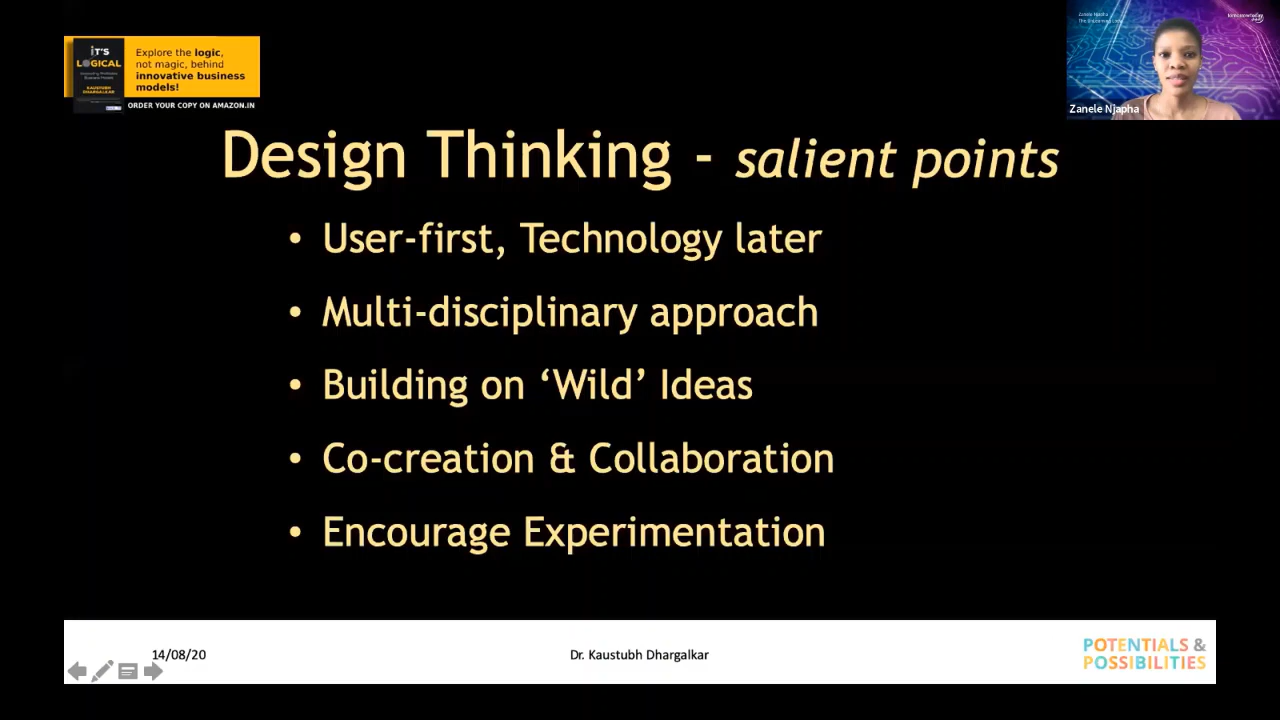 iT'S
LOGICAL
KAUSTUBH
DHARGALKAR
Explore the logic,
not magic, behind
innovative business
models!
ORDER YOUR COPY ON AMAZON.IN
Zanele Njapha
Zanele Njapha
Design Thinking - salient points
• User-first, Technology later
• Multi-disciplinary approach
• Building on ‘Wild’ Ideas
• Co-creation & Collaboration
• Encourage Experimentation
14/08/20
Dr. Kaustubh Dhargalkar
POTENTIALS &
POSSIBILITIES